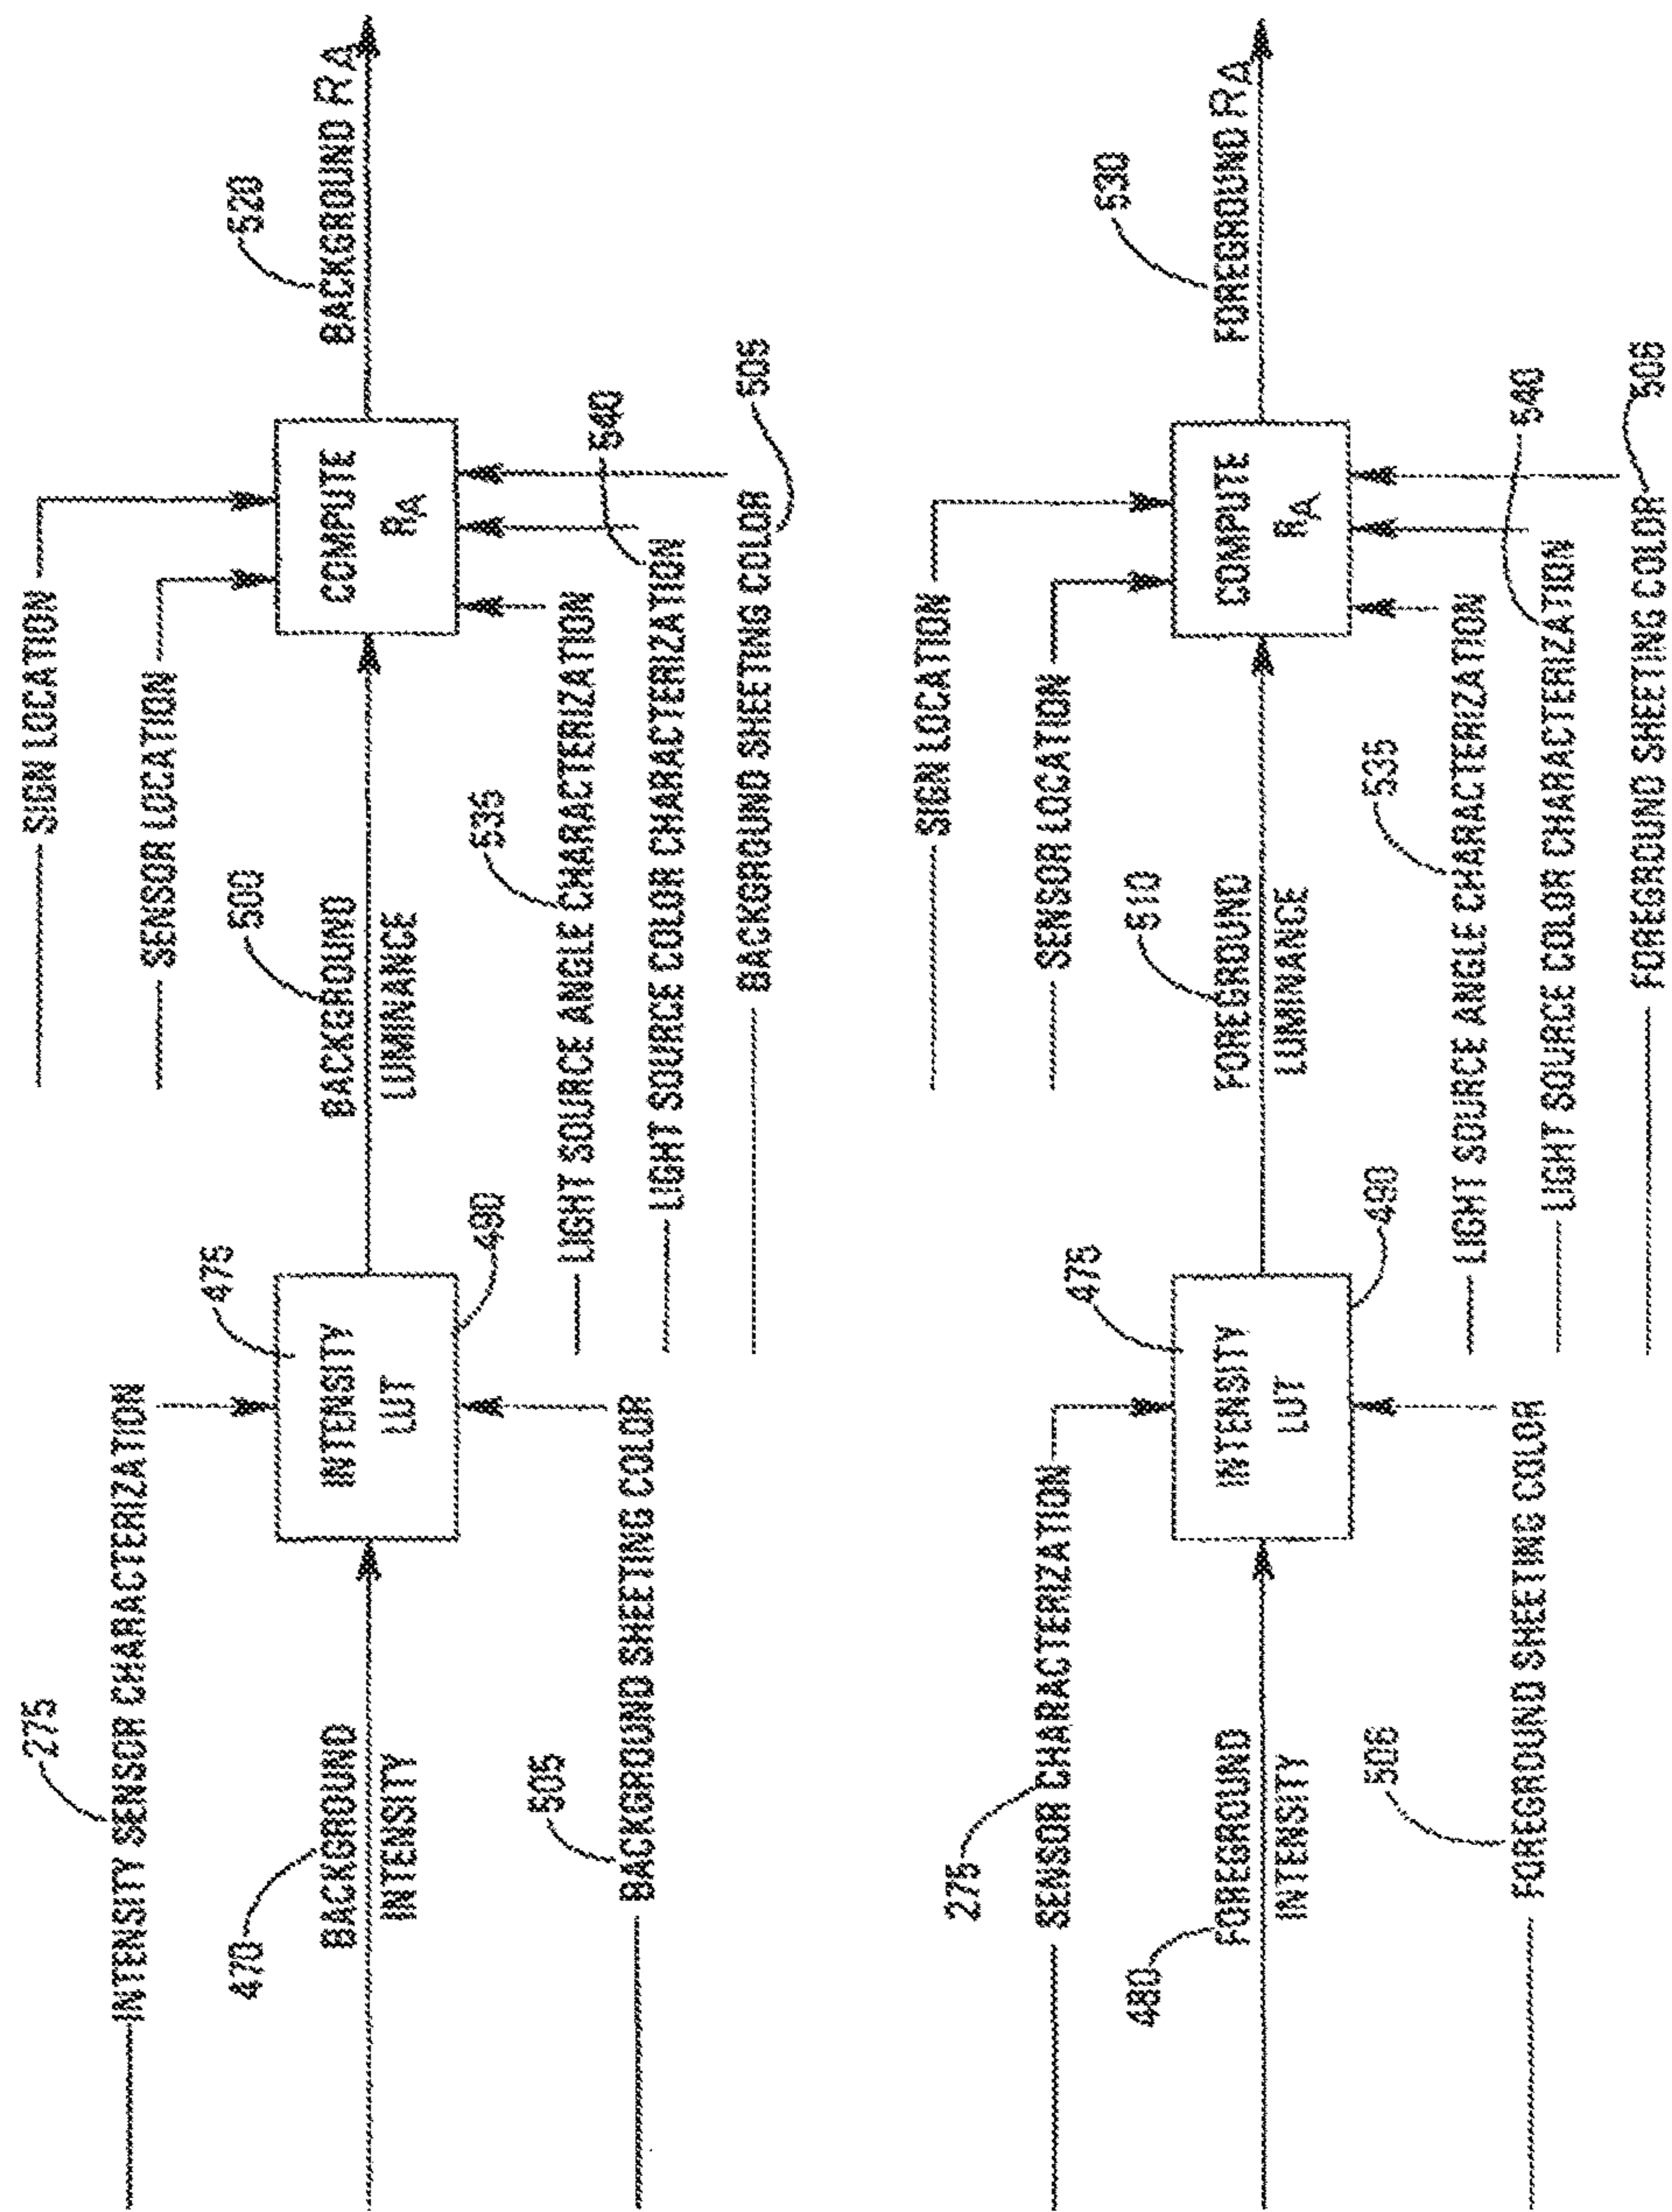 275
INTENSITY SENSOR CHARACTERIZATION
470
BACKGROUND
INTENSITY
505
BACKGROUND SHEETING COLOR
475
INTENSITY
LUT
490
SIGN LOCATION
SENSOR LOCATION
500
BACKGROUND
LUMINANCE
535
LIGHT SOURCE ANGLE CHARACTERIZATION
540
LIGHT SOURCE COLOR CHARACTERIZATION
505
BACKGROUND SHEETING COLOR
COMPUTE
RA
520
BACKGROUND RA
275
SENSOR CHARACTERIZATION
480
FOREGROUND
INTENSITY
506
FOREGROUND SHEETING COLOR
475
INTENSITY
LUT
490
SIGN LOCATION
SENSOR LOCATION
510
FOREGROUND
LUMINANCE
535
LIGHT SOURCE ANGLE CHARACTERIZATION
540
LIGHT SOURCE COLOR CHARACTERIZATION
506
FOREGROUND SHEETING COLOR
COMPUTE
RA
530
FOREGROUND RA